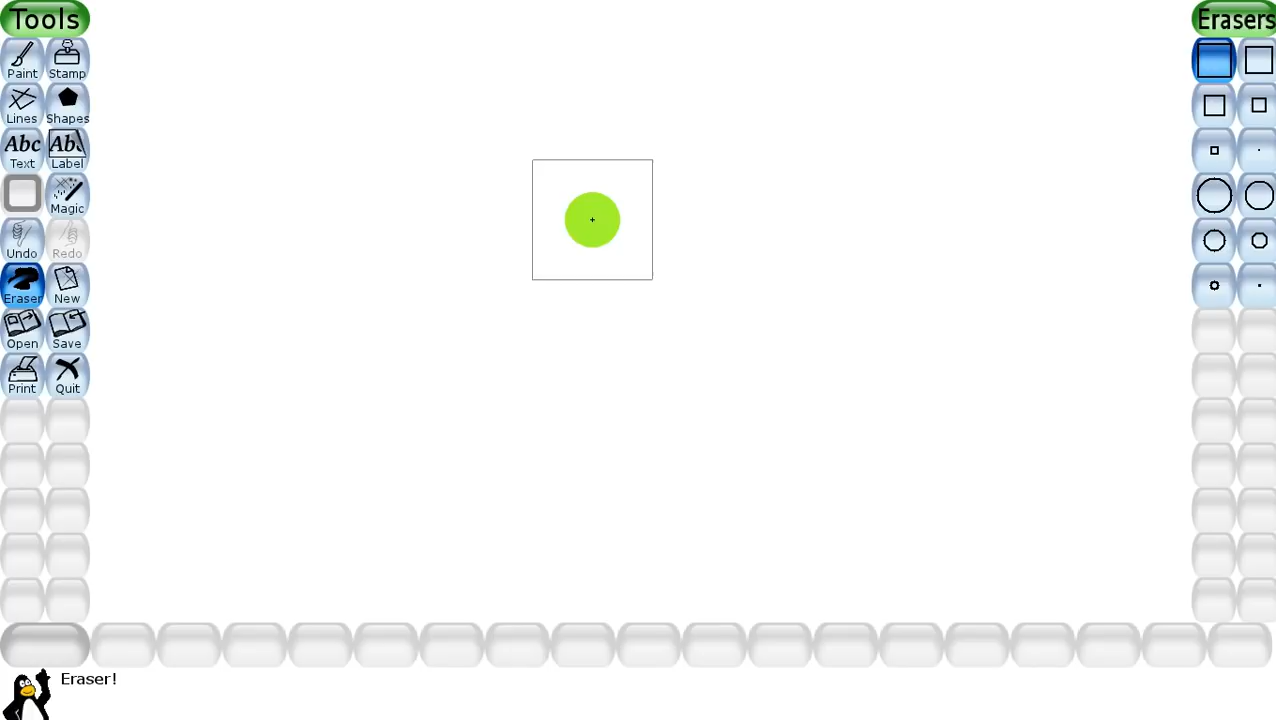 Tools
Erasers
Paint
Stamp
Lines
Shapes
Abc
Abc
Text
Label
Magic
Undo
Redo
Eraser
New
Open
Save
Print
Quit
Eraser!